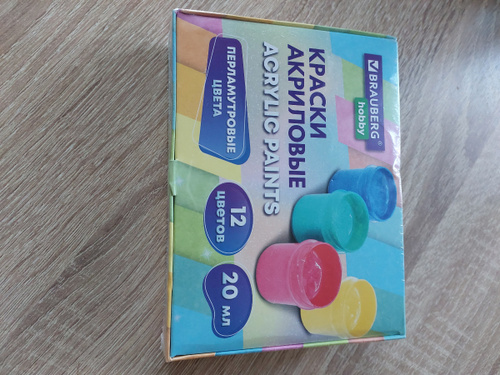 BRAUBERG®
hobby
КРАСКИ
АКРИЛОВЫЕ
ACRYLIC PAINTS
ПЕРЛАМУТРОВЫЕ
ЦВЕТА
12
цветов
20 мл